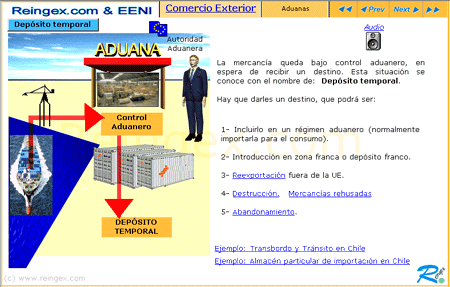 Reingex.com & EENI
Comercio Exterior
Aduanas
Prev
Next
Depósito temporal
Audio
ADUANA
Autoridad
Aduanera
Control
Aduanero
DEPÓSITO
TEMPORAL
La mercancía queda bajo control aduanero, en
espera de recibir un destino. Esta situación se
conoce con el nombre de: Depósito temporal.
Hay que darles un destino, que podrá ser:
1- Incluirlo en un régimen aduanero (normalmente
importarla para el consumo).
2- Introducción en zona franca o depósito franco.
3- Reexportación fuera de la UE.
4- Destrucción. Mercancías rehusadas
5- Abandonamiento.
Ejemplo: Transbordo y Tránsito en Chile
Ejemplo: Almacén particular de importación en Chile
(c) www.reingex.com